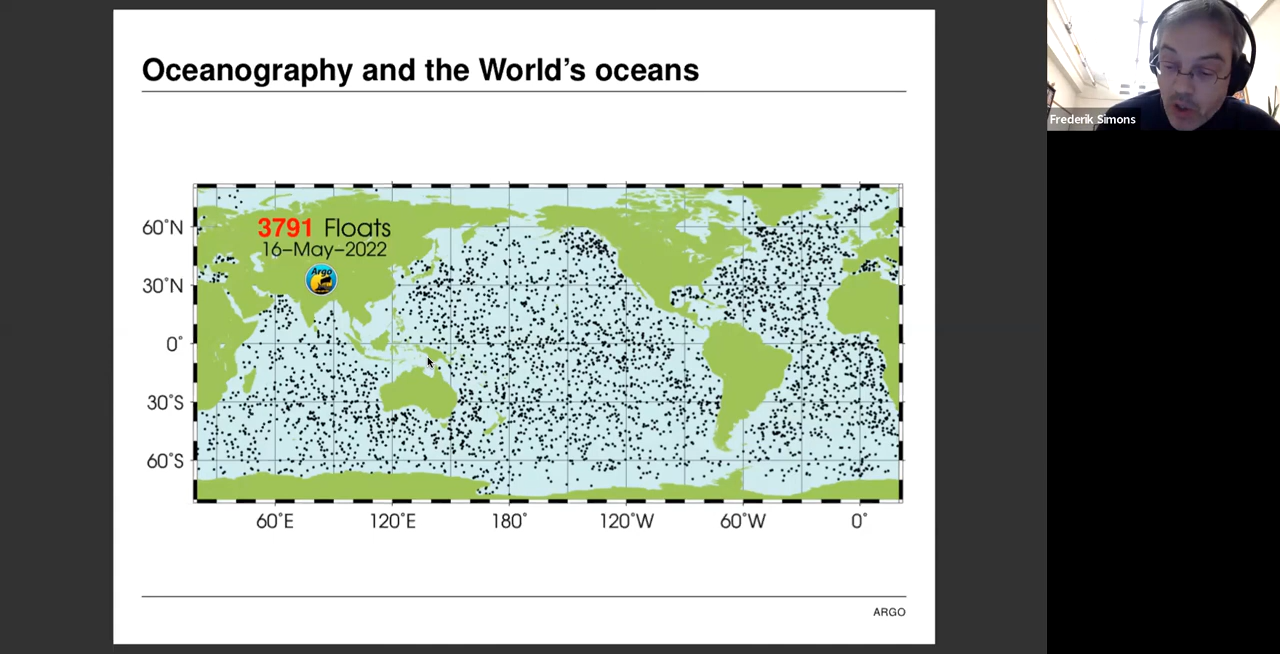 Oceanography and the World's oceans
3791 Floats
16-May-2022
Argo
60°N
30°N
0°
30°S
60°S
60°E 120°E 180° 120°W 60°W 0°
ARGO
Frederik Simons